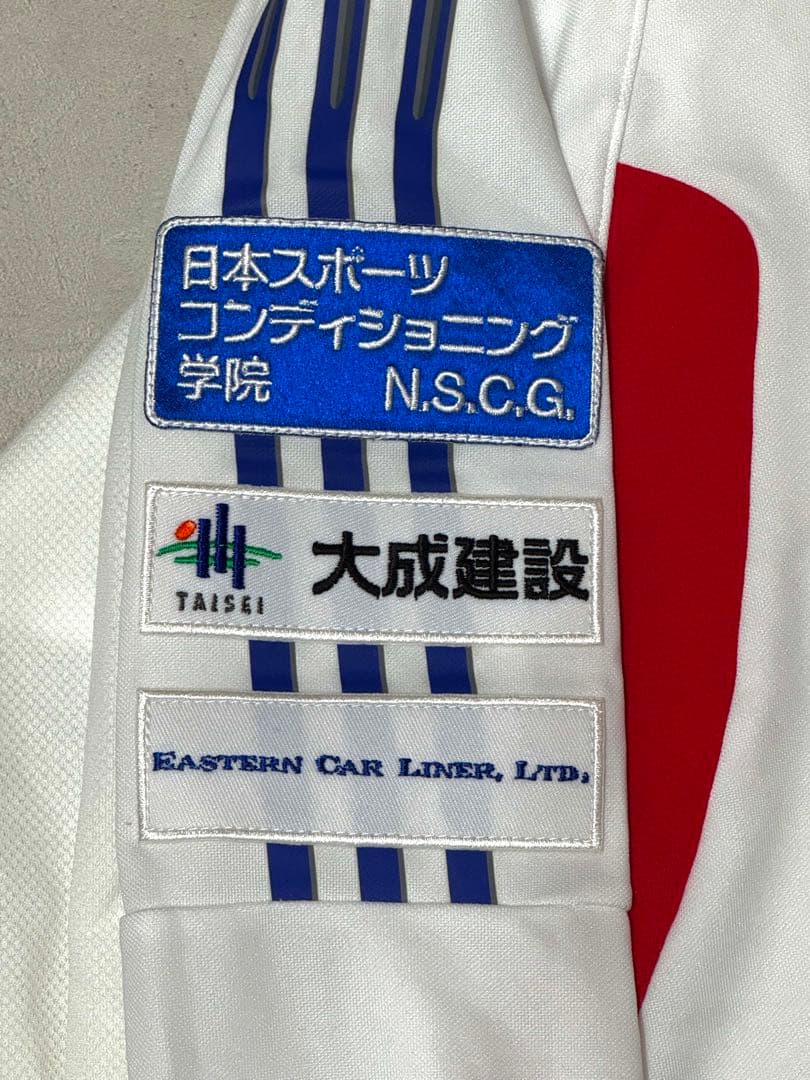 日本スポーツ
コンディショニング
学院 N.S.C.G.
TAISEI 大成建設
EASTERN CAR LINER, LTD.